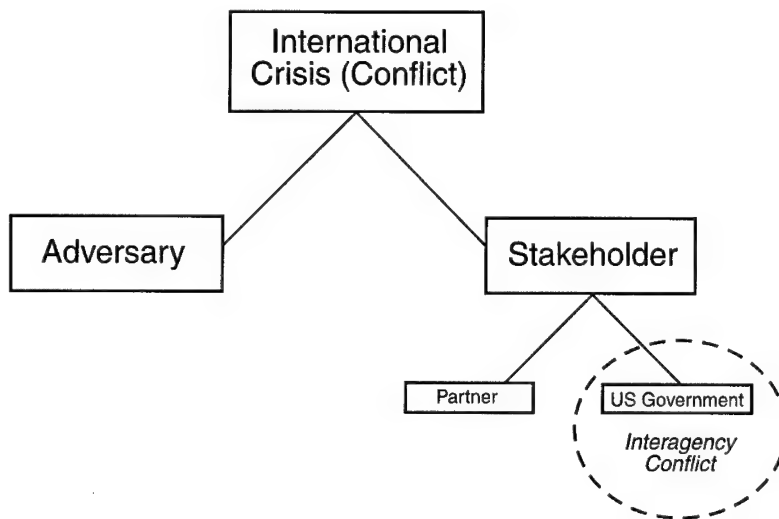 International
Crisis (Conflict)
Adversary
Stakeholder
Partner
US Government
Interagency
Conflict